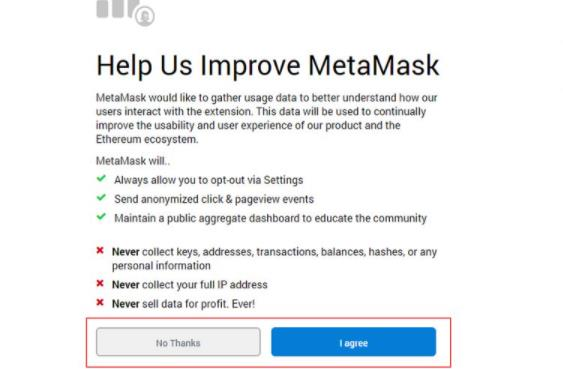 Help Us Improve MetaMask
MetaMask would like to gather usage data to better understand how our
users interact with the extension. This data will be used to continually
improve the usability and user experience of our product and the
Ethereum ecosystem.
MetaMask will..
Always allow you to opt-out via Settings
Send anonymized click & pageview events
Maintain a public aggregate dashboard to educate the community
Never collect keys, addresses, transactions, balances, hashes, or any
personal information
Never collect your full IP address
Never sell data for profit. Ever!
No Thanks
I agree